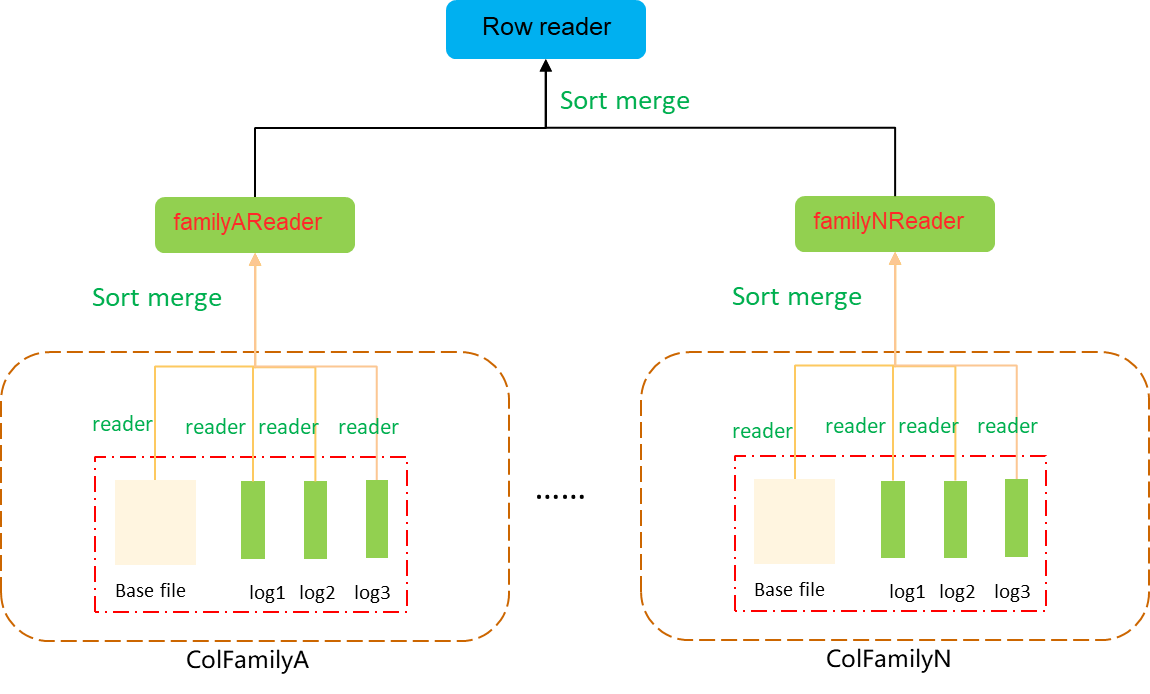 Row reader
Sort merge
familyAReader
familyNReader
Sort merge
Sort merge
reader reader reader reader
reader reader reader reader
......
Base file log1 log2 log3
Base file log1 log2 log3
ColFamilyA
ColFamilyN